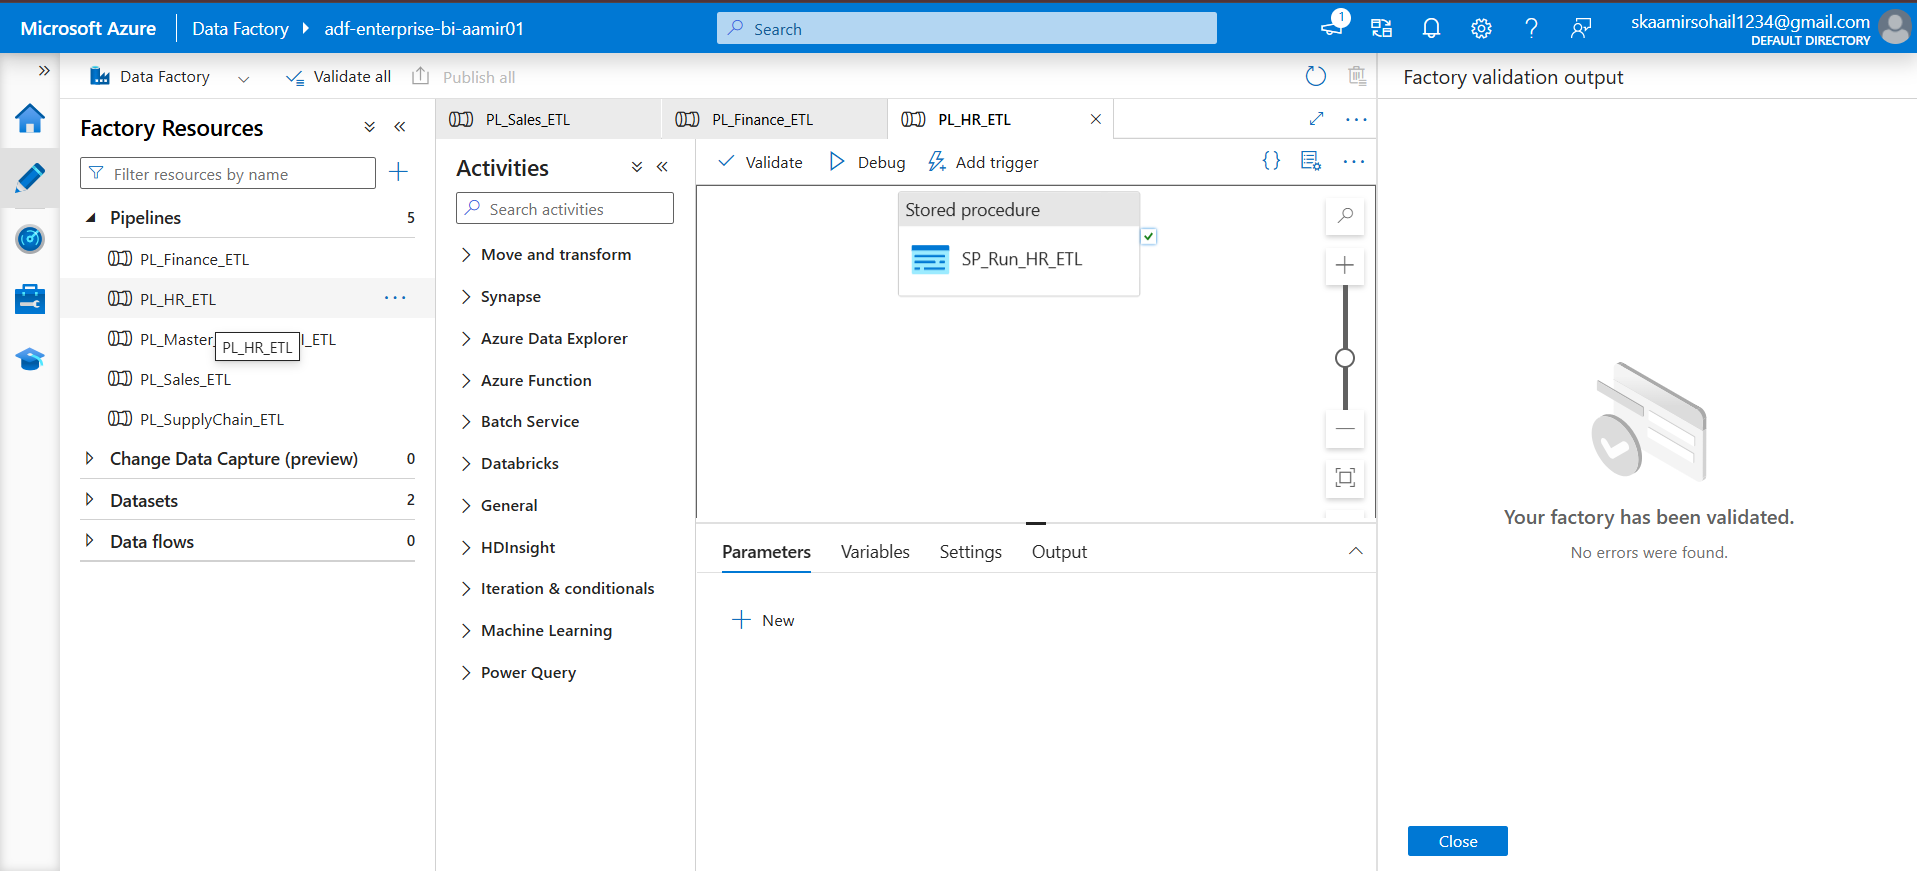 Microsoft Azure
Data Factory
adf-enterprise-bi-aamir01
Search
1
skaamirsohail1234@gmail.com
DEFAULT DIRECTORY
Data Factory
Validate all
Publish all
Factory validation output
Factory Resources
Filter resources by name
Pipelines 5
PL_Finance_ETL
PL_HR_ETL
PL_Master_ I_ETL
PL_HR_ETL
PL_Sales_ETL
PL_SupplyChain_ETL
Change Data Capture (preview) 0
Datasets 2
Data flows 0
PL_Sales_ETL
PL_Finance_ETL
PL_HR_ETL
Activities
Search activities
Move and transform
Synapse
Azure Data Explorer
Azure Function
Batch Service
Databricks
General
HDInsight
Iteration & conditionals
Machine Learning
Power Query
Validate
Debug
Add trigger
Stored procedure
SP_Run_HR_ETL
Parameters
Variables
Settings
Output
New
Your factory has been validated.
No errors were found.
Close